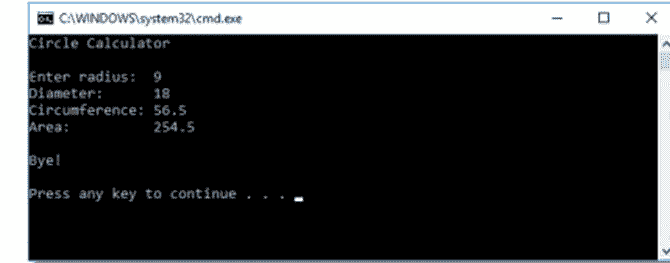 C:\WINDOWS\system32\cmd.exe
Circle Calculator
Enter radius: 9
Diameter: 18
Circumference: 56.5
Area: 254.5
Bye!
Press any key to continue . . .